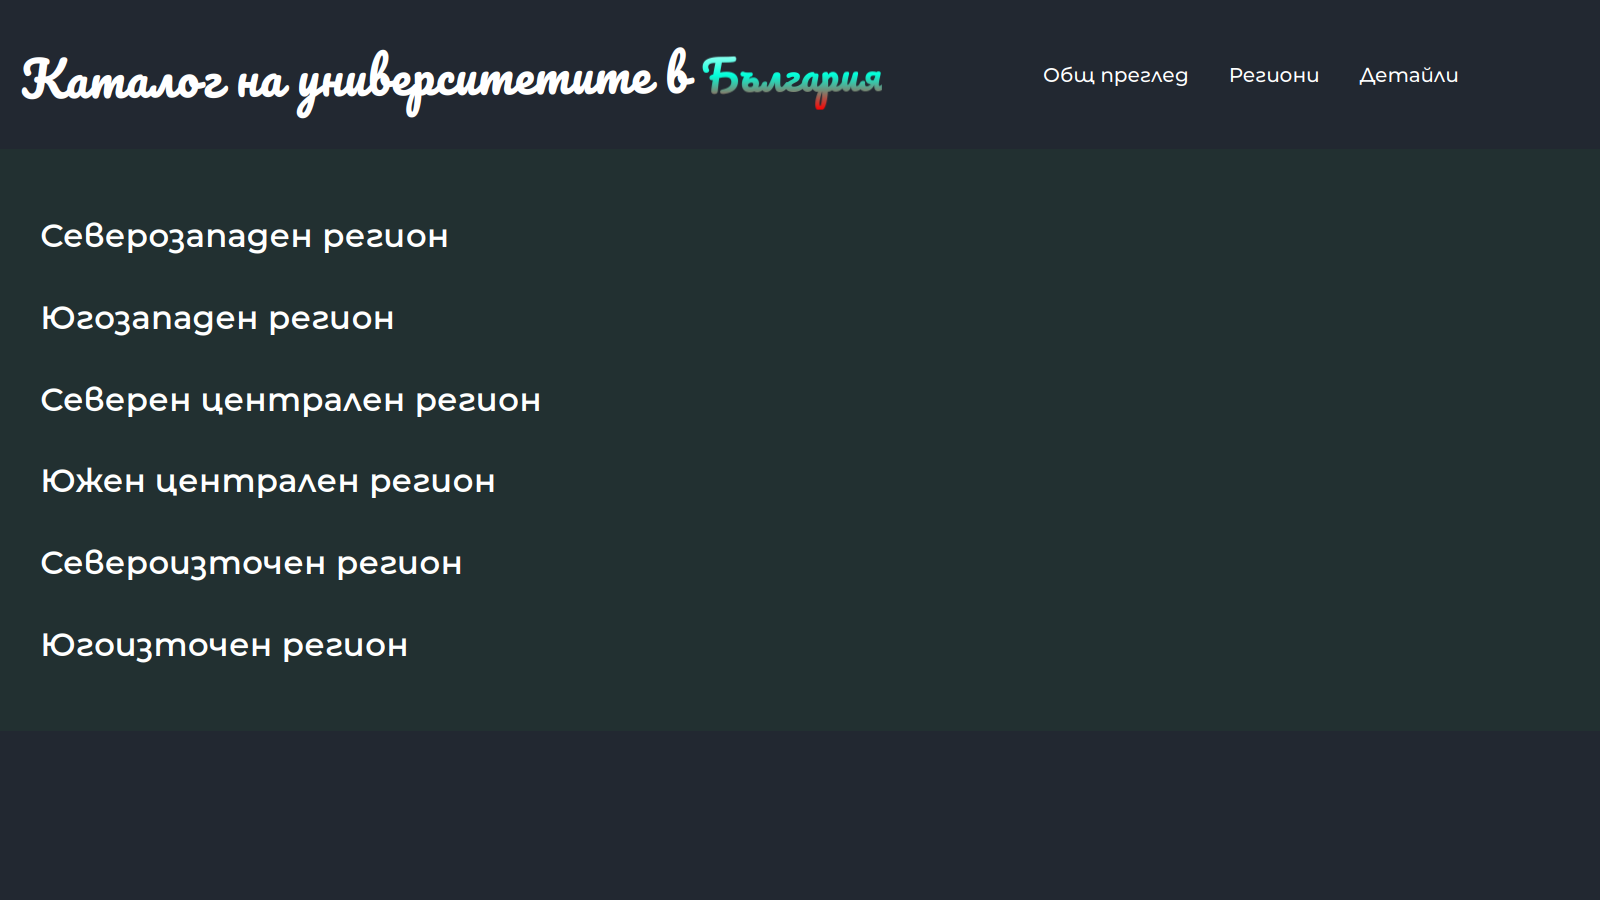 Каталог на университетите в България
Общ преглед Региони Детайли
Северозападен регион
Югозападен регион
Северен централен регион
Южен централен регион
Североизточен регион
Югоизточен регион